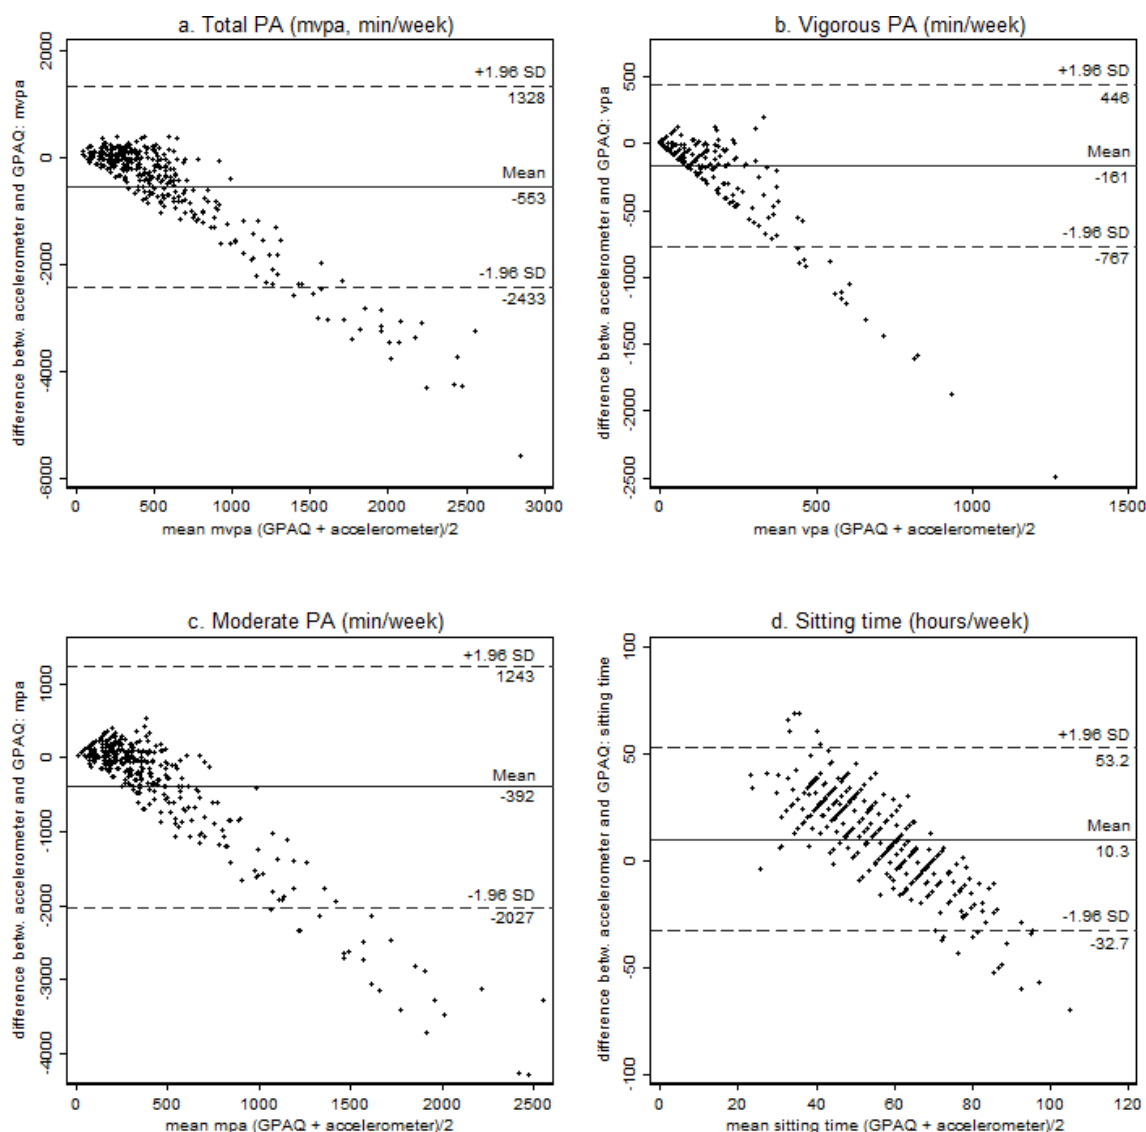 a. Total PA (mvpa, min/week)
difference betw. accelerometer and GPAQ: mvpa
2000
0
-2000
-4000
-6000
+1.96 SD
1328
Mean
-553
-1.96 SD
-2433
0 500 1000 1500 2000 2500 3000
mean mvpa (GPAQ + accelerometer)/2
b. Vigorous PA (min/week)
difference betw. accelerometer and GPAQ: vpa
500
0
-500
-1000
-1500
-2000
-2500
+1.96 SD
446
Mean
-161
-1.96 SD
-767
0 500 1000 1500
mean vpa (GPAQ + accelerometer)/2
c. Moderate PA (min/week)
difference betw. accelerometer and GPAQ: mpa
1000
0
-1000
-2000
-3000
-4000
+1.96 SD
1243
Mean
-392
-1.96 SD
-2027
0 500 1000 1500 2000 2500
mean mpa (GPAQ + accelerometer)/2
d. Sitting time (hours/week)
difference betw. accelerometer and GPAQ: sitting time
100
50
0
-50
-100
+1.96 SD
53.2
Mean
10.3
-1.96 SD
-32.7
0 20 40 60 80 100 120
mean sitting time (GPAQ + accelerometer)/2